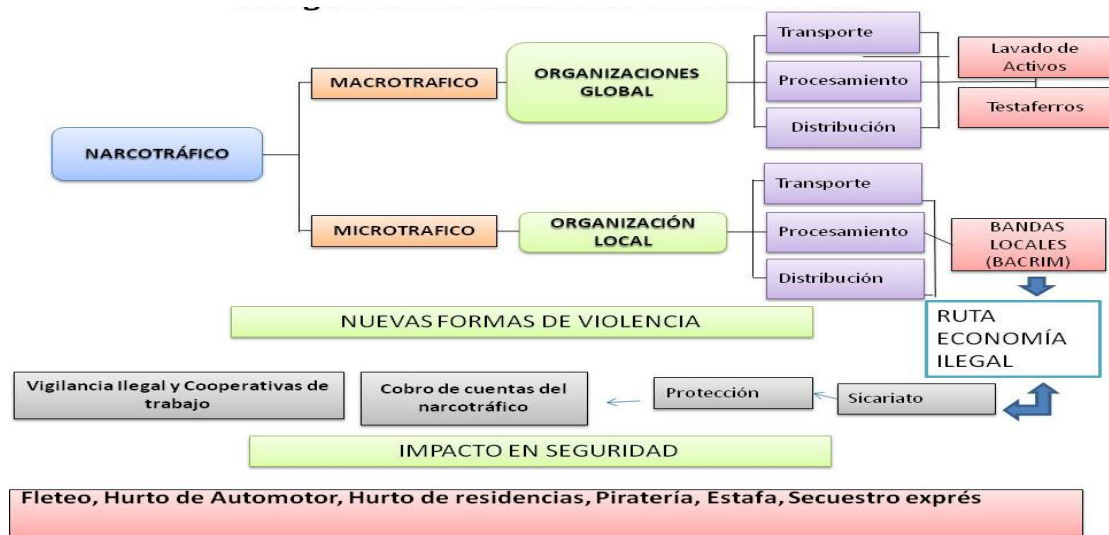 Transporte
Lavado de
Activos
ORGANIZACIONES
GLOBAL
MACROTRAFICO
Procesamiento
Testaferros
Distribución
NARCOTRÁFICO
Transporte
MICROTRAFICO
ORGANIZACIÓN
LOCAL
Procesamiento
BANDAS
LOCALES
(BACRIM)
Distribución
NUEVAS FORMAS DE VIOLENCIA
RUTA
ECONOMÍA
ILEGAL
Vigilancia Ilegal y Cooperativas de
trabajo
Cobro de cuentas del
narcotráfico
Protección
Sicariato
IMPACTO EN SEGURIDAD
Fleteo, Hurto de Automotor, Hurto de residencias, Piratería, Estafa, Secuestro exprés